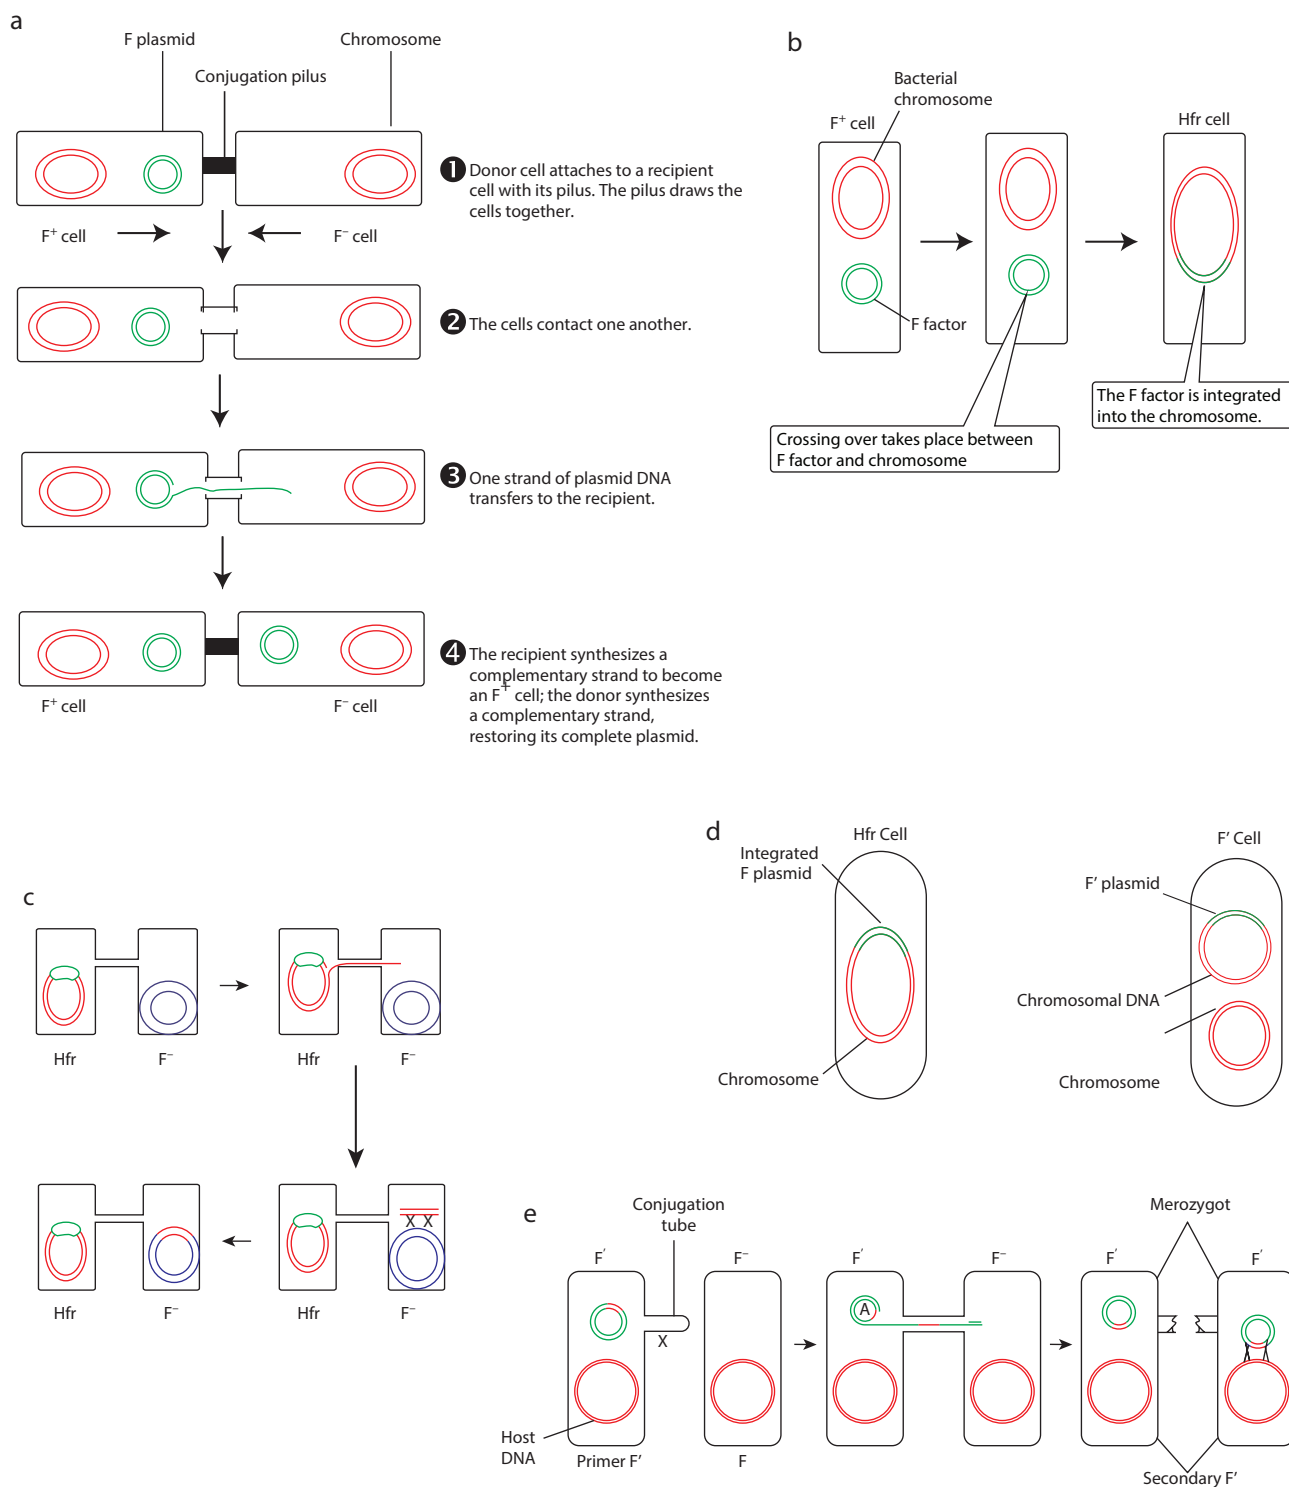 a
F plasmid
Chromosome
Conjugation pilus
F⁺ cell
F⁻ cell
1 Donor cell attaches to a recipient
cell with its pilus. The pilus draws the
cells together.
2 The cells contact one another.
3 One strand of plasmid DNA
transfers to the recipient.
4 The recipient synthesizes a
complementary strand to become
an F⁺ cell; the donor synthesizes
a complementary strand,
restoring its complete plasmid.
F⁺ cell
F⁻ cell
b
Bacterial
chromosome
F⁺ cell
Hfr cell
F factor
The F factor is integrated
into the chromosome.
Crossing over takes place between
F factor and chromosome
c
Hfr
F⁻
Hfr
F⁻
Hfr
F⁻
Hfr
F⁻
X X
d
Hfr Cell
Integrated
F plasmid
Chromosome
F' Cell
F' plasmid
Chromosomal DNA
Chromosome
e
Conjugation
tube
Merozygot
F'
F⁻
F'
F⁻
F'
F'
A
X
Host
DNA
Primer F'
F
Secondary F'